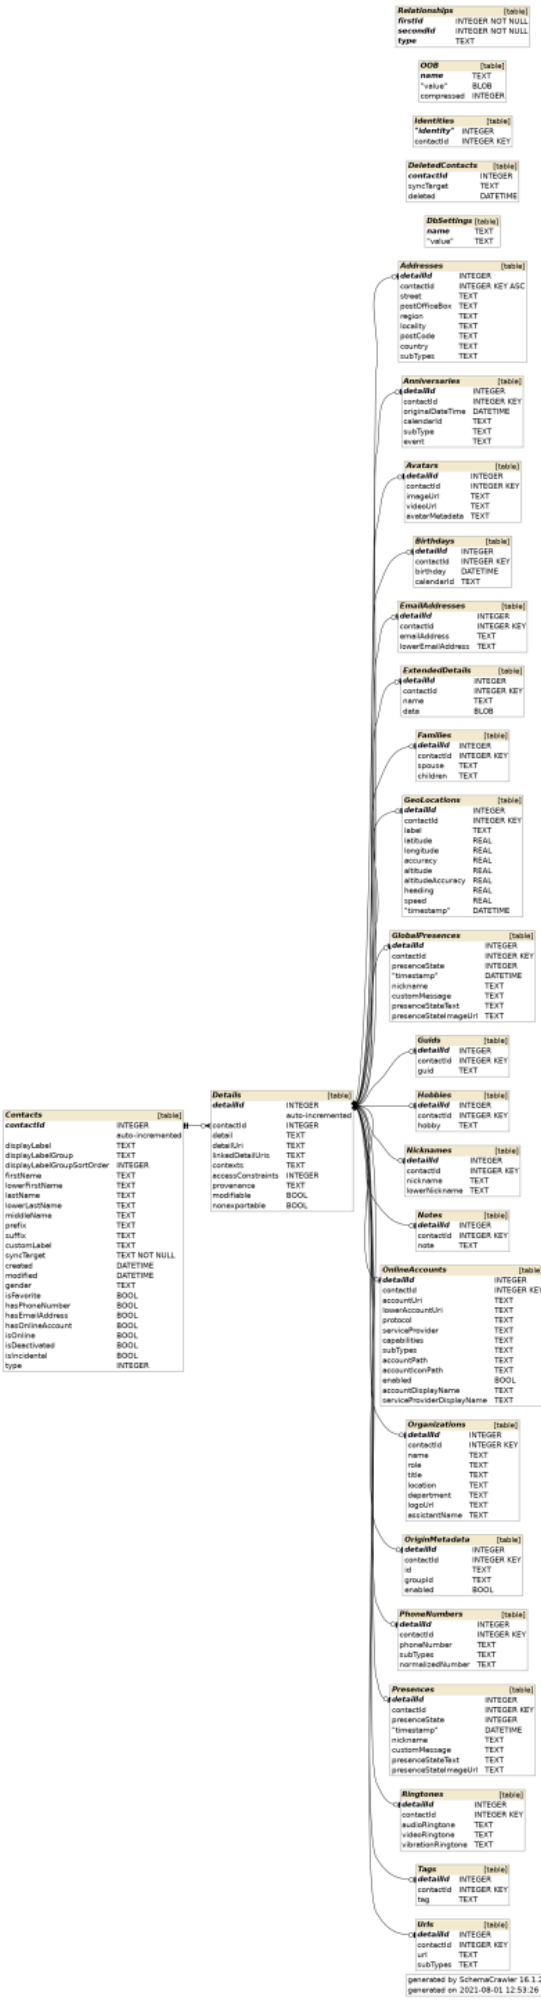 Relationships [table]
firstId INTEGER NOT NULL
secondId INTEGER NOT NULL
type TEXT
OOB [table]
name TEXT
"value" BLOB
compressed INTEGER
Identities [table]
"identity" INTEGER
contactId INTEGER KEY
DeletedContacts [table]
contactId INTEGER
syncTarget TEXT
deleted DATETIME
DbSettings [table]
name TEXT
"value" TEXT
Addresses [table]
detailId INTEGER
contactId INTEGER KEY ASC
street TEXT
postOfficeBox TEXT
region TEXT
locality TEXT
postCode TEXT
country TEXT
subTypes TEXT
Anniversaries [table]
detailId INTEGER
contactId INTEGER KEY
originalDateTime DATETIME
calendarId TEXT
subType TEXT
event TEXT
Avatars [table]
detailId INTEGER
contactId INTEGER KEY
imageUrl TEXT
videoUrl TEXT
avatarMetadata TEXT
Birthdays [table]
detailId INTEGER
contactId INTEGER KEY
birthday DATETIME
calendarId TEXT
EmailAddresses [table]
detailId INTEGER
contactId INTEGER KEY
emailAddress TEXT
lowerEmailAddress TEXT
ExtendedDetails [table]
detailId INTEGER
contactId INTEGER KEY
name TEXT
data BLOB
Families [table]
detailId INTEGER
contactId INTEGER KEY
spouse TEXT
children TEXT
GeoLocations [table]
detailId INTEGER
contactId INTEGER KEY
label TEXT
latitude REAL
longitude REAL
accuracy REAL
altitude REAL
altitudeAccuracy REAL
heading REAL
speed REAL
"timestamp" DATETIME
GlobalPresences [table]
detailId INTEGER
contactId INTEGER KEY
presenceState INTEGER
"timestamp" DATETIME
nickname TEXT
customMessage TEXT
presenceStateText TEXT
presenceStateImageUrl TEXT
Guids [table]
detailId INTEGER
contactId INTEGER KEY
guid TEXT
Contacts [table]
contactId INTEGER
auto-incremented
displayLabel TEXT
displayLabelGroup TEXT
displayLabelGroupSortOrder INTEGER
firstName TEXT
lowerFirstName TEXT
lastName TEXT
lowerLastName TEXT
middleName TEXT
prefix TEXT
suffix TEXT
customLabel TEXT
syncTarget TEXT NOT NULL
created DATETIME
modified DATETIME
gender TEXT
isFavorite BOOL
hasPhoneNumber BOOL
hasEmailAddress BOOL
hasOnlineAccount BOOL
isOnline BOOL
isDeactivated BOOL
isIncidental BOOL
type INTEGER
Details [table]
detailId INTEGER
auto-incremented
contactId INTEGER
detail TEXT
detailUri TEXT
linkedDetailUris TEXT
contexts TEXT
accessConstraints INTEGER
provenance TEXT
modifiable BOOL
nonexportable BOOL
Hobbies [table]
detailId INTEGER
contactId INTEGER KEY
hobby TEXT
Nicknames [table]
detailId INTEGER
contactId INTEGER KEY
nickname TEXT
lowerNickname TEXT
Notes [table]
detailId INTEGER
contactId INTEGER KEY
note TEXT
OnlineAccounts [table]
detailId INTEGER
contactId INTEGER KEY
accountUri TEXT
lowerAccountUri TEXT
protocol TEXT
serviceProvider TEXT
capabilities TEXT
subTypes TEXT
accountPath TEXT
accountIconPath TEXT
enabled BOOL
accountDisplayName TEXT
serviceProviderDisplayName TEXT
Organizations [table]
detailId INTEGER
contactId INTEGER KEY
name TEXT
role TEXT
title TEXT
location TEXT
department TEXT
logoUrl TEXT
assistantName TEXT
OriginMetadata [table]
detailId INTEGER
contactId INTEGER KEY
id TEXT
groupId TEXT
enabled BOOL
PhoneNumbers [table]
detailId INTEGER
contactId INTEGER KEY
phoneNumber TEXT
subTypes TEXT
normalizedNumber TEXT
Presences [table]
detailId INTEGER
contactId INTEGER KEY
presenceState INTEGER
"timestamp" DATETIME
nickname TEXT
customMessage TEXT
presenceStateText TEXT
presenceStateImageUrl TEXT
Ringtones [table]
detailId INTEGER
contactId INTEGER KEY
audioRingtone TEXT
videoRingtone TEXT
vibrationRingtone TEXT
Tags [table]
detailId INTEGER
contactId INTEGER KEY
tag TEXT
Urls [table]
detailId INTEGER
contactId INTEGER KEY
url TEXT
subTypes TEXT
generated by SchemaCrawler 16.1.2
generated on 2021-08-01 12:53:26